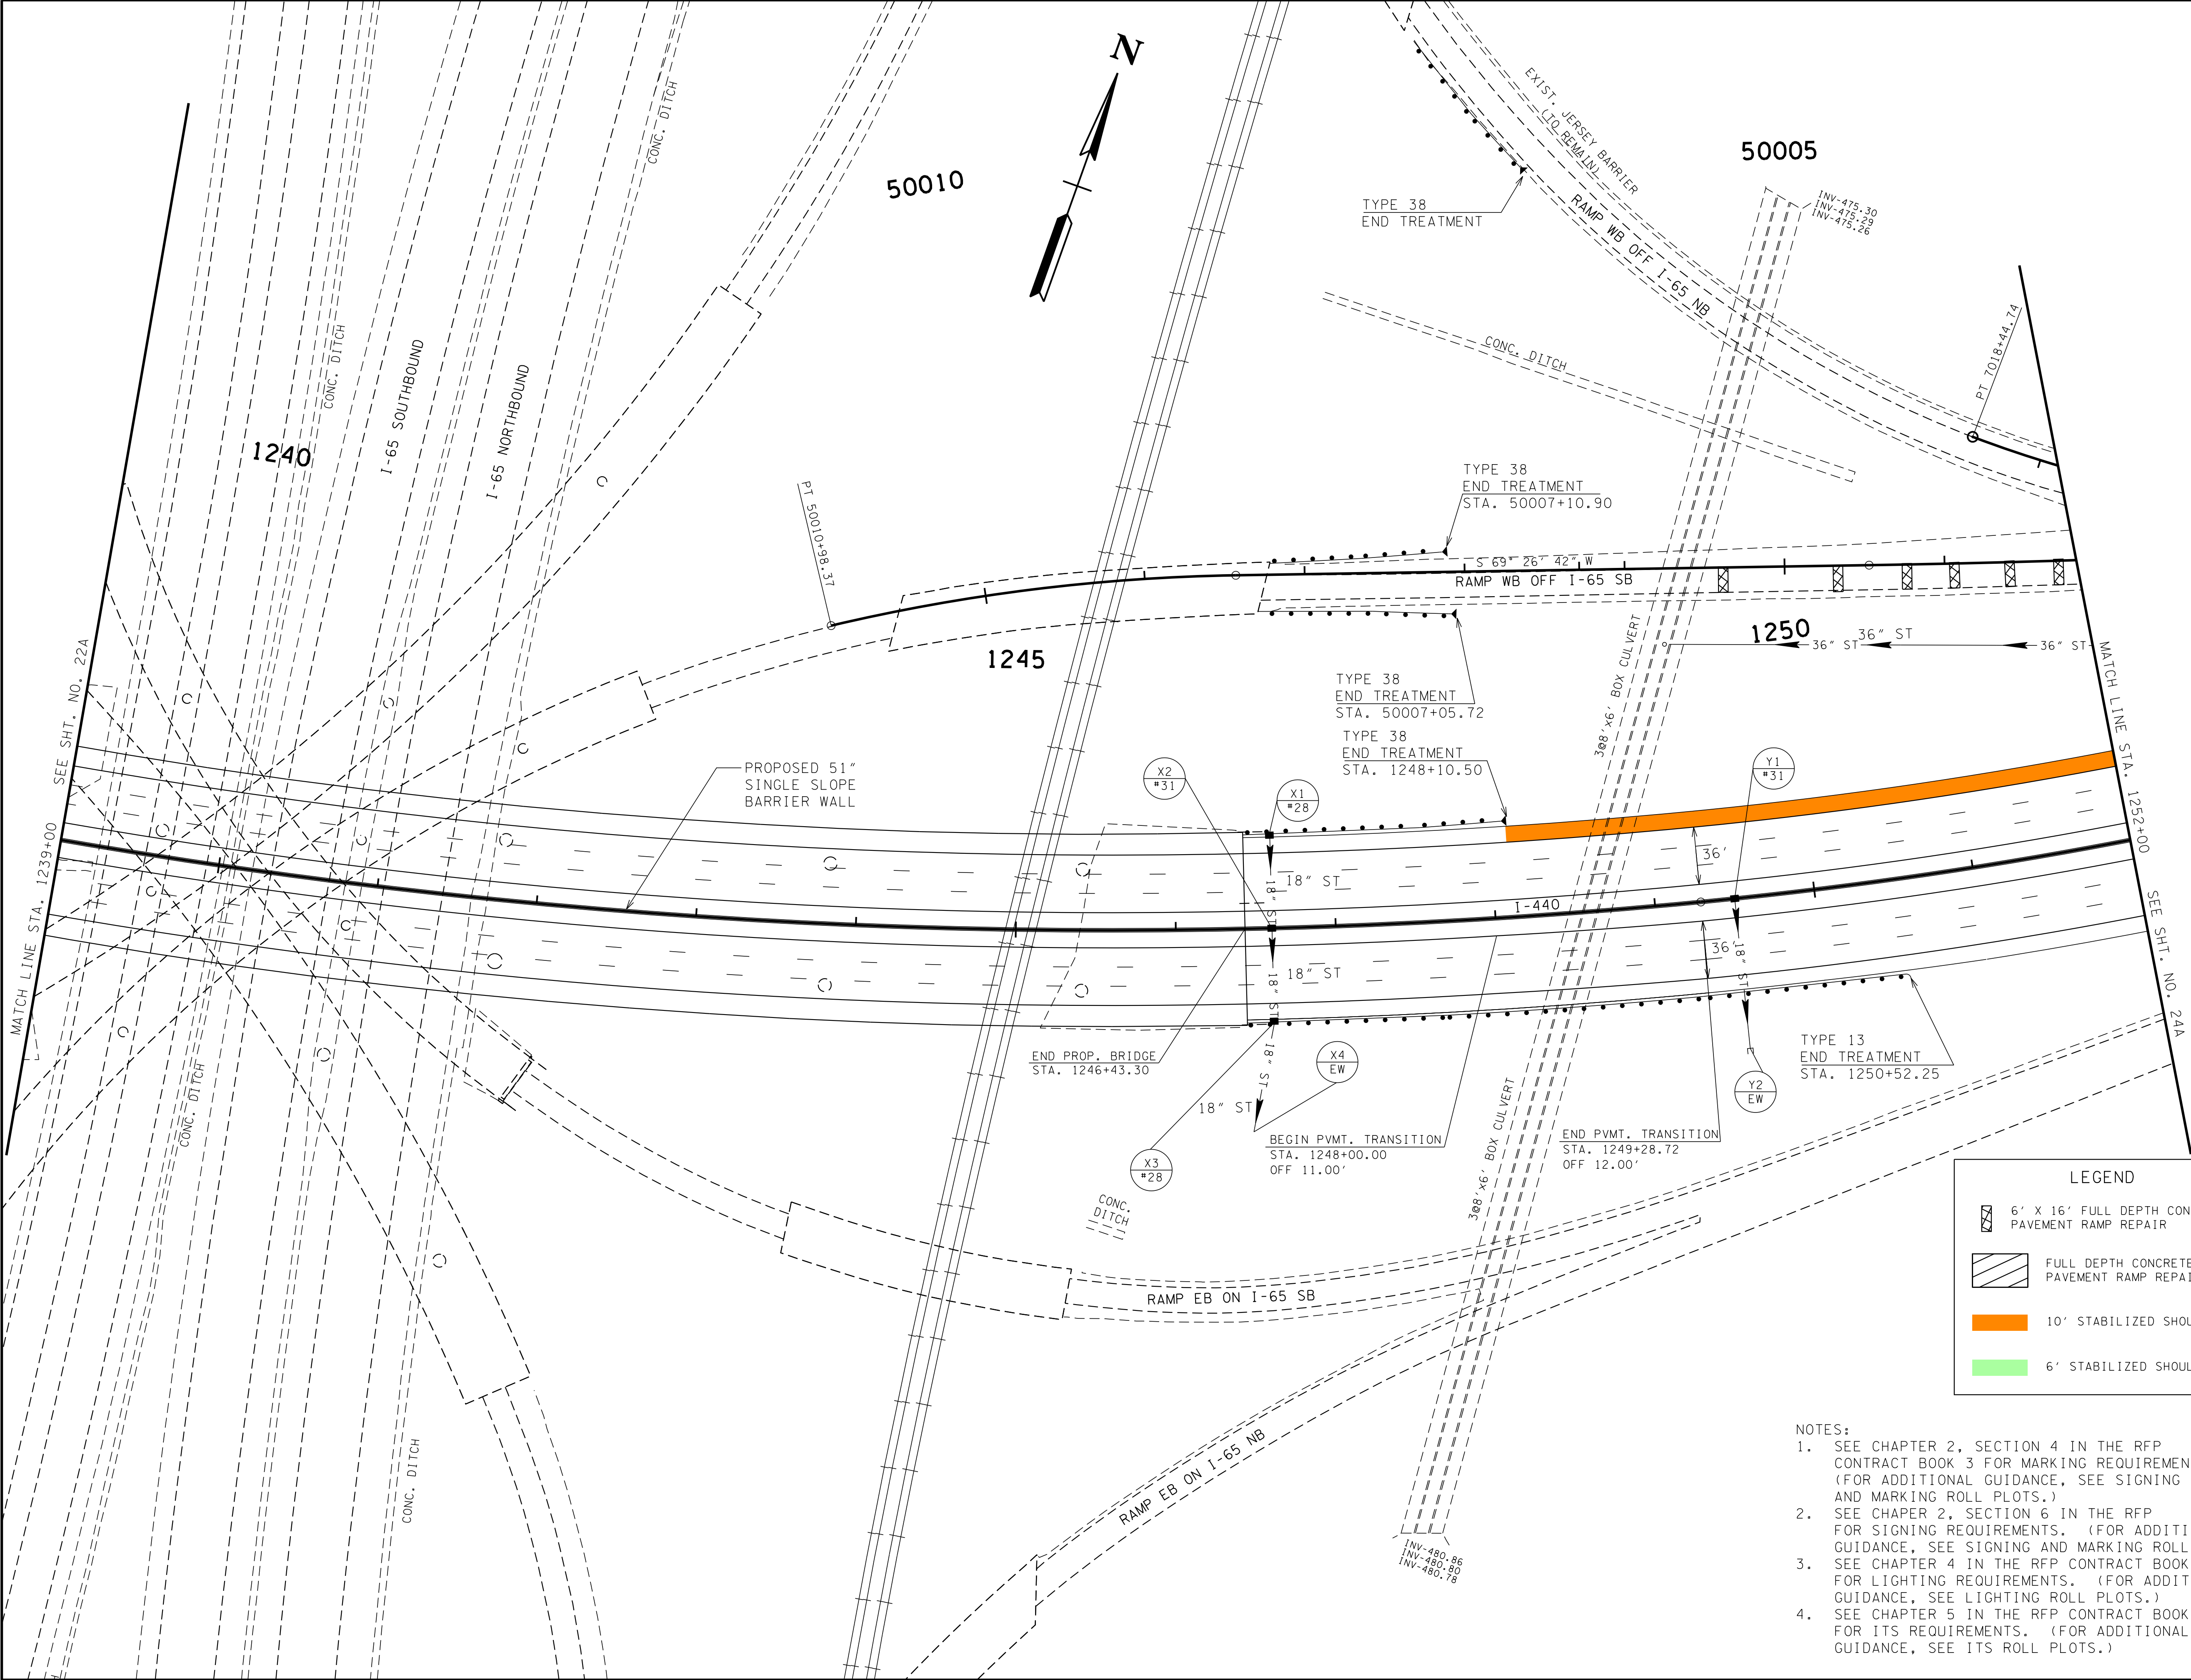 N
50010
50005
1240
1245
1250
CONC. DITCH
CONC. DITCH
I-65 SOUTHBOUND
I-65 NORTHBOUND
EXIST. JERSEY BARRIER
(TO REMAIN)
RAMP WB OFF I-65 NB
TYPE 38
END TREATMENT
INV-475.30
INV-475.29
INV-475.26
CONC. DITCH
PT 7018+44.74
PT 50010+98.37
TYPE 38
END TREATMENT
STA. 50007+10.90
S 69° 26' 42" W
RAMP WB OFF I-65 SB
36" ST
36" ST
36" ST
TYPE 38
END TREATMENT
STA. 50007+05.72
TYPE 38
END TREATMENT
STA. 1248+10.50
3@8'x6' BOX CULVERT
MATCH LINE STA. 1239+00 SEE SHT. NO. 22A
MATCH LINE STA. 1252+00 SEE SHT. NO. 24A
PROPOSED 51"
SINGLE SLOPE
BARRIER WALL
X2
#31
X1
#28
Y1
#31
36'
18" ST
18" ST
I-440
36'
18" ST
18" ST
18" ST
END PROP. BRIDGE
STA. 1246+43.30
X4
EW
18" ST
18" ST
X3
#28
BEGIN PVMT. TRANSITION
STA. 1248+00.00
OFF 11.00'
END PVMT. TRANSITION
STA. 1249+28.72
OFF 12.00'
Y2
EW
TYPE 13
END TREATMENT
STA. 1250+52.25
3@8'x6' BOX CULVERT
CONC. DITCH
CONC.
DITCH
RAMP EB ON I-65 SB
RAMP EB ON I-65 NB
CONC. DITCH
INV-480.86
INV-480.80
INV-480.78
LEGEND
6' X 16' FULL DEPTH CON
PAVEMENT RAMP REPAIR
FULL DEPTH CONCRETE
PAVEMENT RAMP REPAI
10' STABILIZED SHOU
6' STABILIZED SHOUL
NOTES:
1. SEE CHAPTER 2, SECTION 4 IN THE RFP
CONTRACT BOOK 3 FOR MARKING REQUIREMEN
(FOR ADDITIONAL GUIDANCE, SEE SIGNING
AND MARKING ROLL PLOTS.)
2. SEE CHAPER 2, SECTION 6 IN THE RFP
FOR SIGNING REQUIREMENTS. (FOR ADDITI
GUIDANCE, SEE SIGNING AND MARKING ROLL
3. SEE CHAPTER 4 IN THE RFP CONTRACT BOOK
FOR LIGHTING REQUIREMENTS. (FOR ADDIT
GUIDANCE, SEE LIGHTING ROLL PLOTS.)
4. SEE CHAPTER 5 IN THE RFP CONTRACT BOOK
FOR ITS REQUIREMENTS. (FOR ADDITIONAL
GUIDANCE, SEE ITS ROLL PLOTS.)